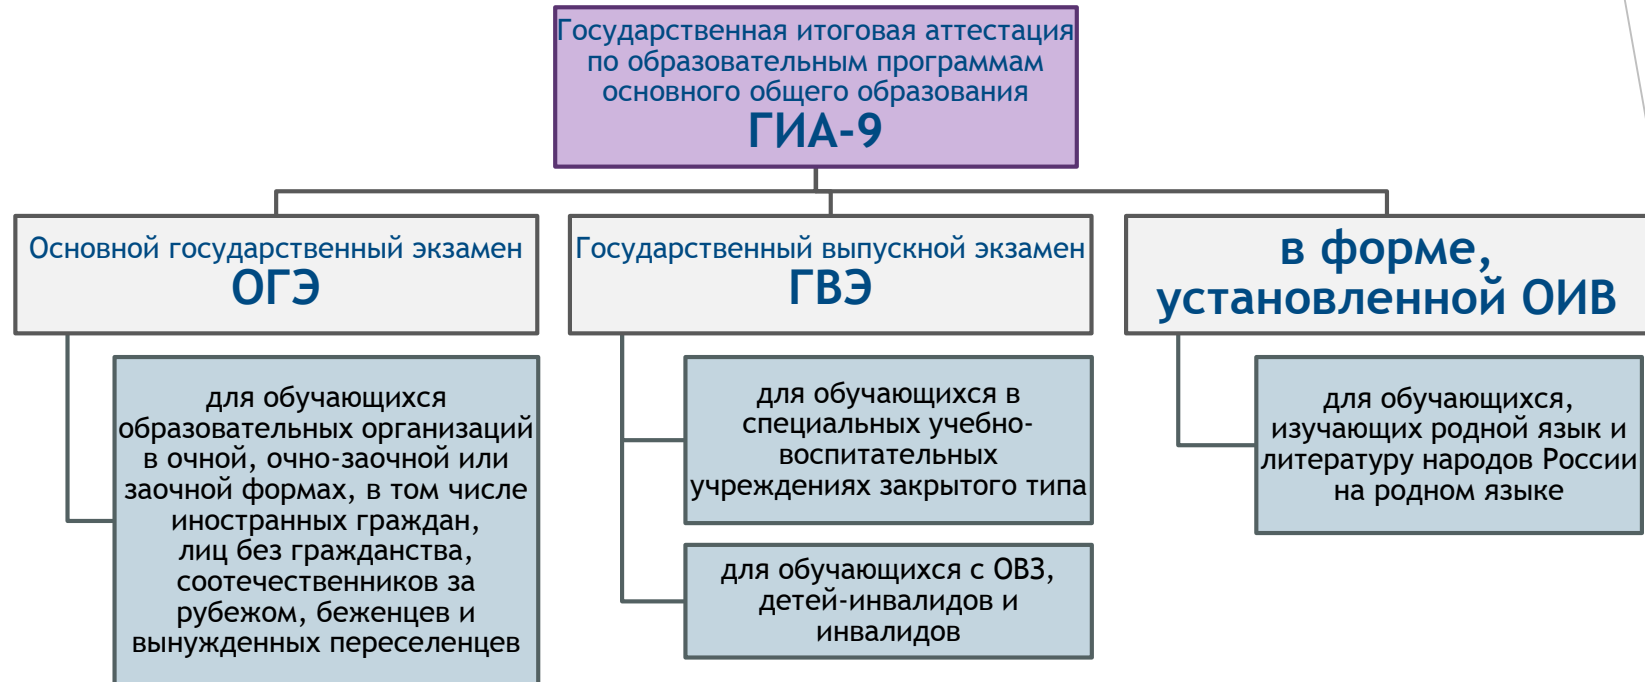 Государственная итоговая аттестация
по образовательным программам
основного общего образования
ГИА-9
Основной государственный экзамен
ОГЭ
для обучающихся
образовательных организаций
в очной, очно-заочной или
заочной формах, в том числе
иностранных граждан,
лиц без гражданства,
соотечественников за
рубежом, беженцев и
вынужденных переселенцев
Государственный выпускной экзамен
ГВЭ
для обучающихся в
специальных учебно-
воспитательных
учреждениях закрытого типа
для обучающихся с ОВЗ,
детей-инвалидов и
инвалидов
в форме,
установленной ОИВ
для обучающихся,
изучающих родной язык и
литературу народов России
на родном языке